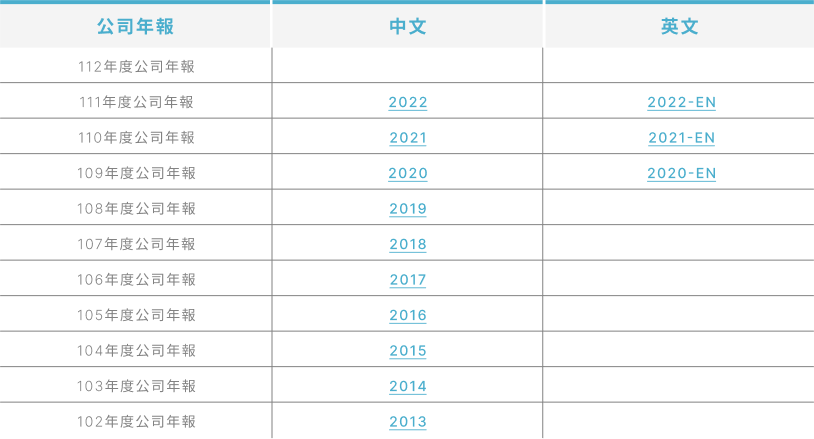 公司年報 中文 英文
112年度公司年報
111年度公司年報 2022 2022-EN
110年度公司年報 2021 2021-EN
109年度公司年報 2020 2020-EN
108年度公司年報 2019
107年度公司年報 2018
106年度公司年報 2017
105年度公司年報 2016
104年度公司年報 2015
103年度公司年報 2014
102年度公司年報 2013